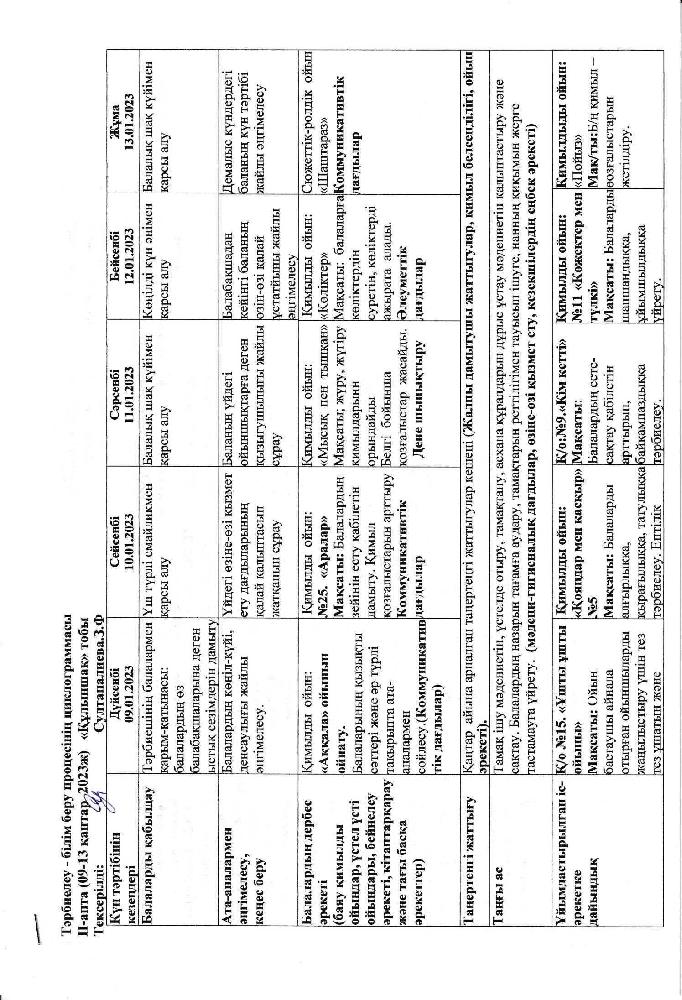 Тәрбиелеу - білім беру процесінің циклограммасы
ІІ-апта (09-13 қантар 2023ж) «Құлыншақ» тобы
Тексерілді: Султаналиева.З.Ф
Күн тәртібінің
кезеңдері
Дүйсенбі
09.01.2023
Сейсенбі
10.01.2023
Сәрсенбі
11.01.2023
Бейсенбі
12.01.2023
Жұма
13.01.2023
Балаларды қабылдау
Тәрбиешінің балалармен
қарым-қатынасы:
балалардың өз
балабақшаларына деген
ыстық сезімдерін дамыту
Үш түрлі смайликмен
қарсы алу
Балалық шақ күйімен
қарсы алу
Көңілді күн әнімен
қарсы алу
Балалық шақ күйімен
қарсы алу
Ата-аналармен
әңгімелесу,
кеңес беру
Балалардың көңіл-күйі,
денсаулығы жайлы
әңгімелесу.
Үйдегі өзіне-өзі қызмет
ету дағдыларының
қалай қалыптасып
жатқанын сұрау
Баланың үйдегі
ойыншықтарға деген
қызығушылығы жайлы
сұрау
Балабақшадан
кейінгі баланың
өзін-өзі қалай
ұстатйыны жайлы
әңгімелесу
Демалыс күндердегі
баланың күн тәртібі
жайлы әңгімелесу
Балалардың дербес
әрекеті
(баяу қимылды
ойындар, үстел үсті
ойындары, бейнелеу
әрекеті, кітаптарқарау
және тағы басқа
әрекеттер)
Қимылды ойын:
«Аққала» ойынын
ойнату.
Балаларының қызықты
сәттері және әр түрлі
тақырыпта ата-
аналармен
сөйлесу.(Коммуникатив
тік дағдылар)
Қимылды ойын:
№25. «Аралар»
Мақсаты: Балалардың
зейінін есту қабілетін
дамыту. Қимыл
қозғалыстарын арттыру
Коммуникативтік
дағдылар
Қимылды ойын:
«Мысық пен тышқан»
Мақсаты; жүру, жүгіру
қимылдарынн
орындайды
Белгі бойынша
қозғалыстар жасайды.
Дене шынықтыру
Қимылды ойын:
«Көліктер»
Мақсаты: балаларға
көліктердің
суретін, көліктерді
ажырата алады.
Әлеуметтік
дағдылар
Сюжеттік-ролдік ойын
«Шаштараз»
Коммуникативтік
дағдылар
Таңертенгі жаттығу
Қаңтар айына арналған таңертеңгі жаттығулар кешені (Жалпы дамытушы жаттығулар, қимыл белсенділігі, ойын
әрекеті).
Таңғы ас
Тамақ ішу мәдениетін, үстелде отыру, тамақтану, асхана құралдарын дұрыс ұстау мәдениетін қалыптастыру және
сақтау. Балалардың назарын тағамға аудару, тамақтарын реттілігімен тауысып ішуге, нанның қиқымын жерге
тастамауға үйрету. (мәдени-гигиеналық дағдылар, өзіне-өзі қызмет ету, кезекшілердің еңбек әрекеті)
Ұйымдастырылған іс-
әрекетке
дайындық
Қ/о №15. «Ұшты ұшты
ойыны»
Мақсаты: Ойын
бастаушы айнала
отырған ойыншыларды
жаңылыстыру үшін тез
тез ұшатын және
Қимылды ойын:
«Қояндар мен қасқыр»
№5
Мақсаты: Балаларды
алғырлыққа,
қырағылыққа, татулыққа
тәрбиелеу. Ептілік
Қ/о:№9.«Кім кетті»
Мақсаты:
Балалардың есте-
сақтау қабілетін
арттырып,
байқампаздыққа
тәрбиелеу.
Қимылды ойын:
№11 «Көжектер мен
түлкі»
Мақсаты: Балаларды
шапшандыққа,
ұйымшылдыққа
үйрету.
Қимылдыды ойын:
«Пойыз»
Мақ/ты:Б/ң қимыл –
өозғалыстарын
жетілдіру.